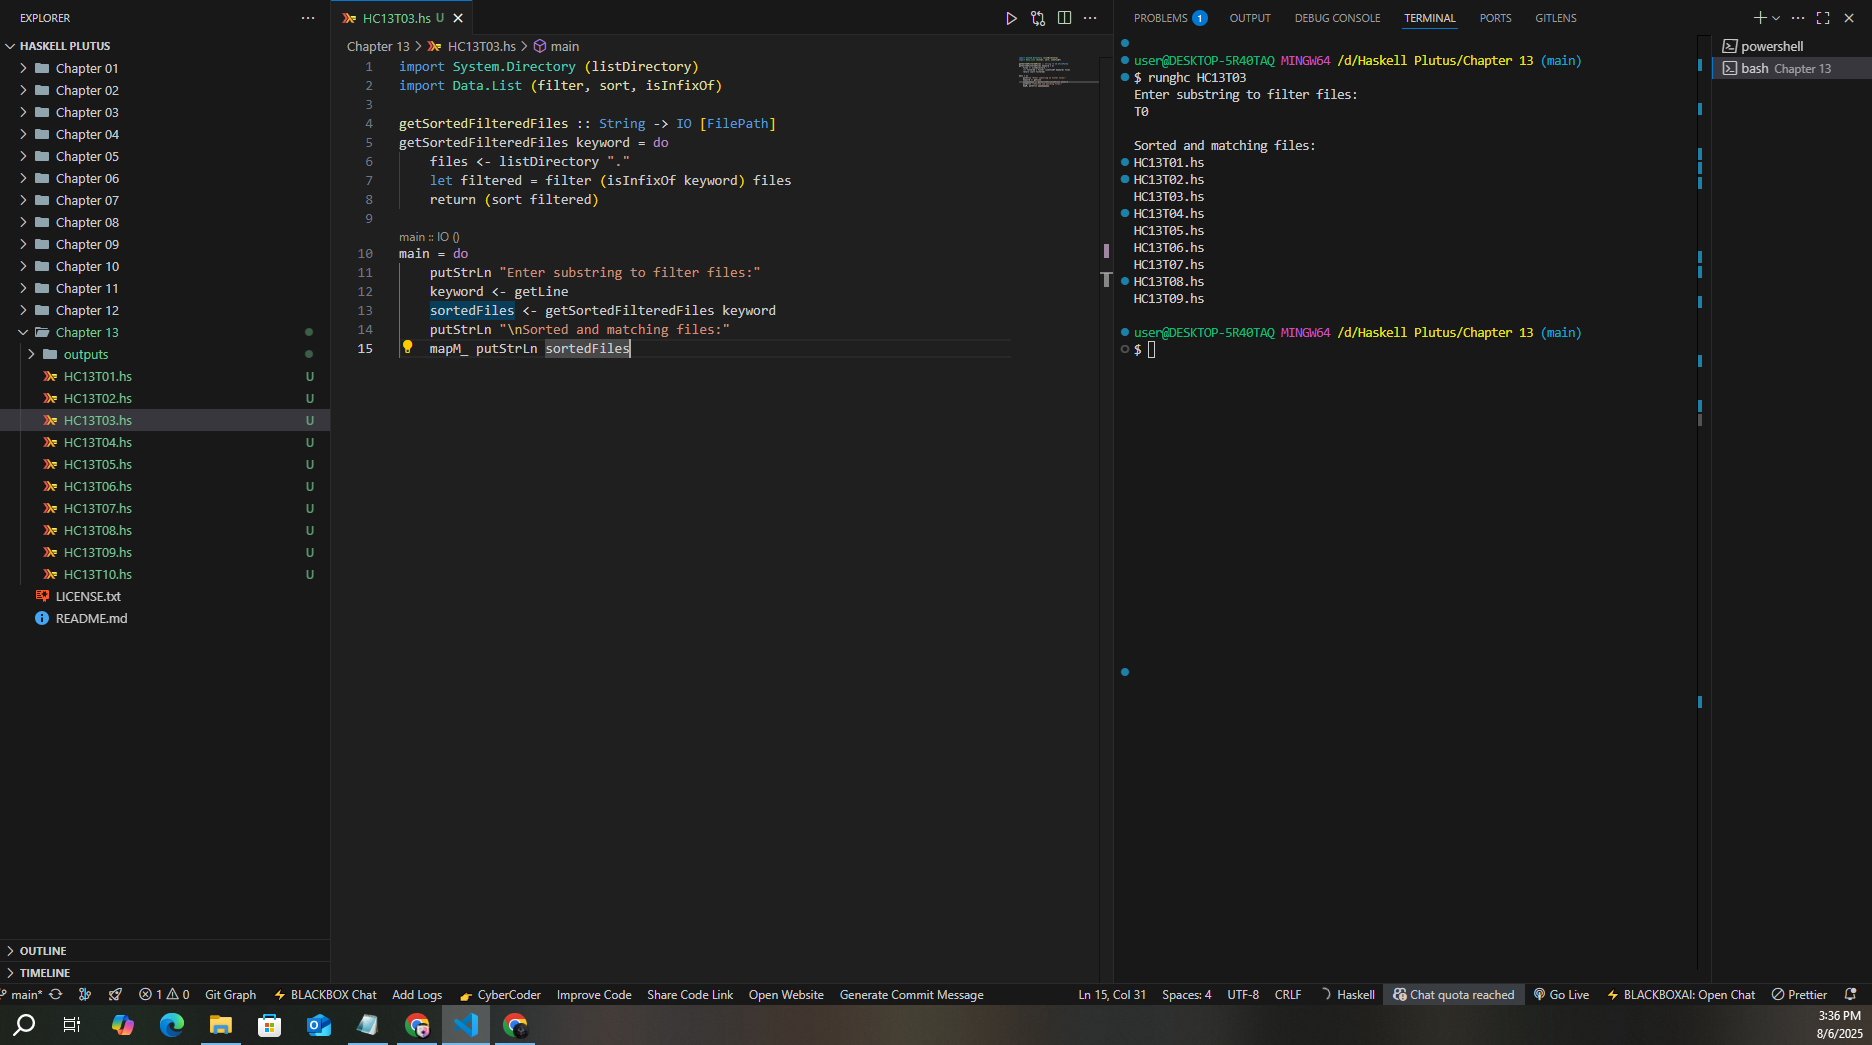 EXPLORER
HASKELL PLUTUS
Chapter 01
Chapter 02
Chapter 03
Chapter 04
Chapter 05
Chapter 06
Chapter 07
Chapter 08
Chapter 09
Chapter 10
Chapter 11
Chapter 12
Chapter 13
outputs
HC13T01.hs U
HC13T02.hs U
HC13T03.hs U
HC13T04.hs U
HC13T05.hs U
HC13T06.hs U
HC13T07.hs U
HC13T08.hs U
HC13T09.hs U
HC13T10.hs U
LICENSE.txt
README.md
OUTLINE
TIMELINE
HC13T03.hs U
Chapter 13 > HC13T03.hs > main
1 import System.Directory (listDirectory)
2 import Data.List (filter, sort, isInfixOf)
3
4 getSortedFilteredFiles :: String -> IO [FilePath]
5 getSortedFilteredFiles keyword = do
6 files <- listDirectory "."
7 let filtered = filter (isInfixOf keyword) files
8 return (sort filtered)
9
main :: IO ()
10 main = do
11 putStrLn "Enter substring to filter files:"
12 keyword <- getLine
13 sortedFiles <- getSortedFilteredFiles keyword
14 putStrLn "\nSorted and matching files:"
15 mapM_ putStrLn sortedFiles
PROBLEMS 1 OUTPUT DEBUG CONSOLE TERMINAL PORTS GITLENS
user@DESKTOP-5R40TAQ MINGW64 /d/Haskell Plutus/Chapter 13 (main)
$ runghc HC13T03
Enter substring to filter files:
T0
Sorted and matching files:
HC13T01.hs
HC13T02.hs
HC13T03.hs
HC13T04.hs
HC13T05.hs
HC13T06.hs
HC13T07.hs
HC13T08.hs
HC13T09.hs
user@DESKTOP-5R40TAQ MINGW64 /d/Haskell Plutus/Chapter 13 (main)
$
powershell
bash Chapter 13
main* 1 0 Git Graph BLACKBOX Chat Add Logs CyberCoder Improve Code Share Code Link Open Website Generate Commit Message Ln 15, Col 31 Spaces: 4 UTF-8 CRLF Haskell Chat quota reached Go Live BLACKBOXAI: Open Chat Prettier
3:36 PM
8/6/2025